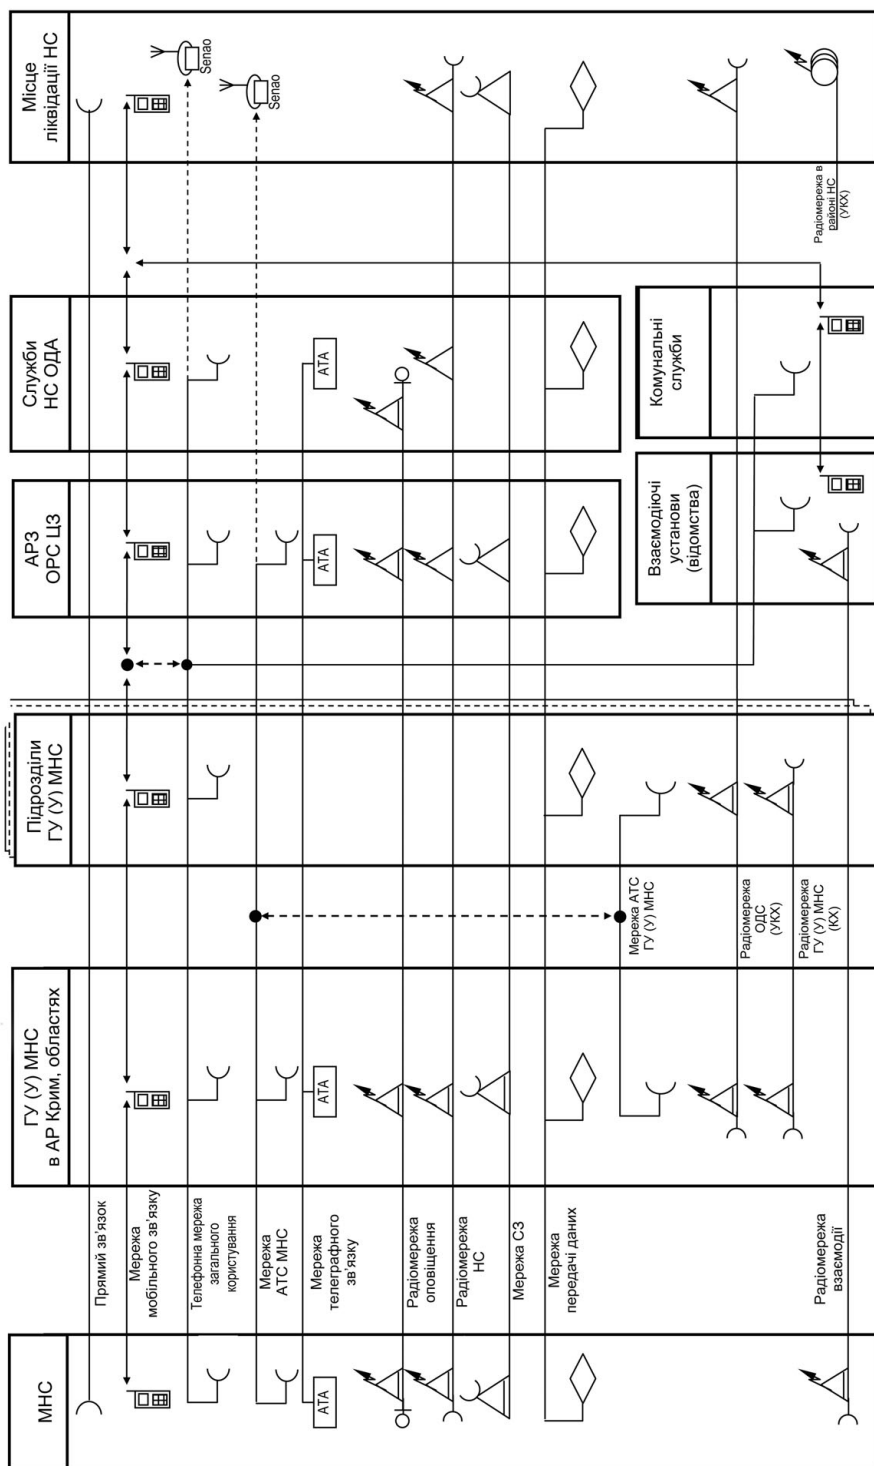 МНС
Прямий зв'язок
Мережа
мобільного зв'язку
Телефонна мережа
загального
користування
Мережа
АТС МНС
Мережа
телеграфного
зв'язку
Радіомережа
оповіщення
Радіомережа
НС
Мережа СЗ
Мережа
передачі даних
Радіомережа
взаємодії
АТА
ГУ (У) МНС
в АР Крим, областях
АТА
Мережа АТС
ГУ (У) МНС
Радіомережа
ОДС
(УКХ)
Радіомережа
ГУ (У) МНС
(КХ)
Підрозділи
ГУ (У) МНС
АРЗ
ОРС ЦЗ
АТА
Взаємодіючі
установи
(відомства)
Служби
НС ОДА
АТА
Комунальні
служби
Радіомережа в
районі НС
(УКХ)
Місце
ліквідації НС
Senao
Senao